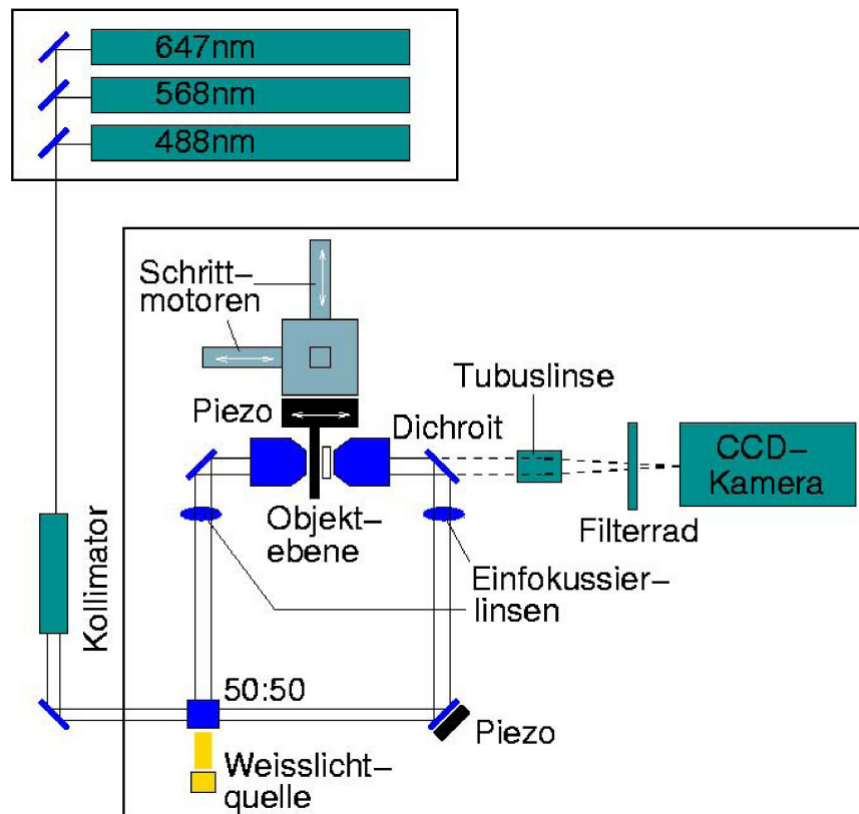 647nm
568nm
488nm
Schritt–
motoren
Piezo
Dichroit
Tubuslinse
CCD–
Kamera
Filterrad
Objekt–
ebene
Einfokussier–
linsen
Kollimator
50:50
Piezo
Weisslicht–
quelle